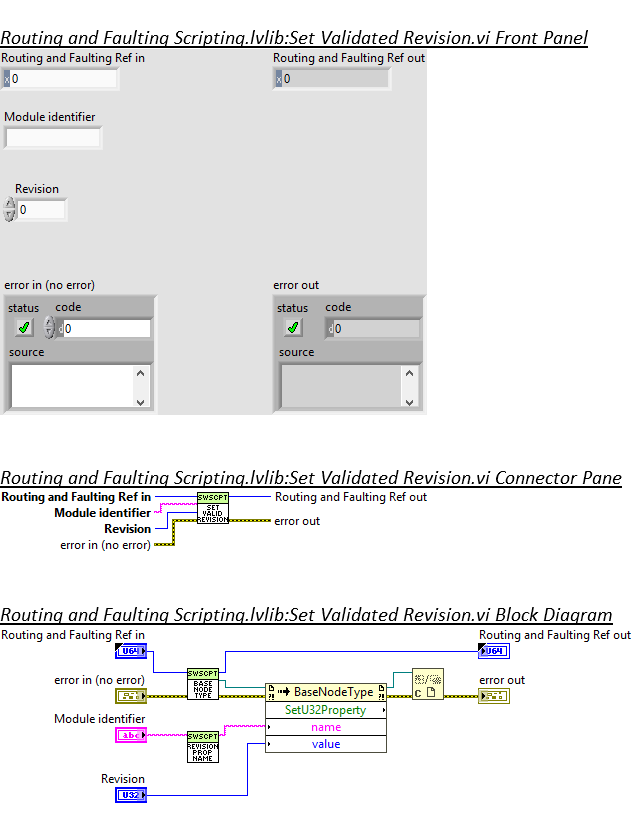 Routing and Faulting Scripting.lvlib:Set Validated Revision.vi Front Panel
Routing and Faulting Ref in Routing and Faulting Ref out
x 0 x 0
Module identifier
Revision
0
error in (no error) error out
status code status code
d 0 d 0
source source
Routing and Faulting Scripting.lvlib:Set Validated Revision.vi Connector Pane
Routing and Faulting Ref in SWSCPT Routing and Faulting Ref out
Module identifier SET
Revision VALID
REVISION error out
error in (no error)
Routing and Faulting Scripting.lvlib:Set Validated Revision.vi Block Diagram
Routing and Faulting Ref in Routing and Faulting Ref out
U64 U64
error in (no error) SWSCPT error out
BASE
NODE
TYPE
?! BaseNodeType ?!
C
SetU32Property
Module identifier name
abc SWSCPT
REVISION
PROP
NAME
value
Revision
U32